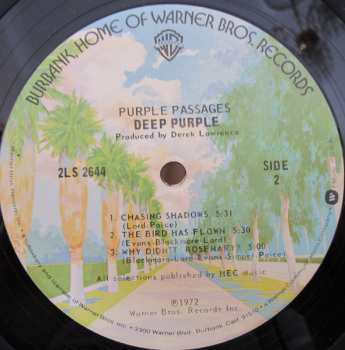 BURBANK, HOME OF WARNER BROS. RECORDS
PURPLE PASSAGES
DEEP PURPLE
Produced by Derek Lawrence
2LS 2644
SIDE
2
1. CHASING SHADOWS 5:31
(Lord-Paice)
2. THE BIRD HAS FLOWN 5:30
(Evans-Blackmore-Lord)
3. WHY DIDN'T ROSEMARY? 5:00
(Blackmore-Lord-Evans-Simper-Paice)
All selections published by HEC music.
℗1972
Warner Bros. Records Inc.